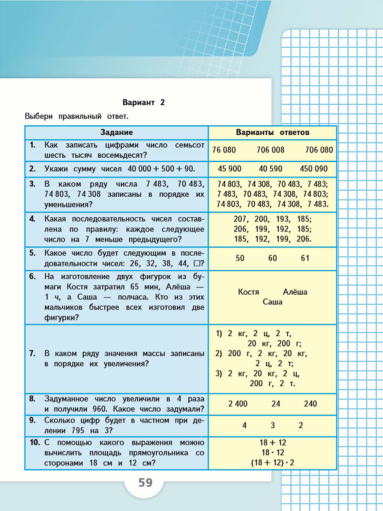 Вариант 2
Выбери правильный ответ.
Задание
Варианты ответов
1. Как записать цифрами число семьсот
шесть тысяч восемьдесят?
76 080 706 008 706 080
2. Укажи сумму чисел 40 000 + 500 + 90.
45 900 40 590 450 090
3. В каком ряду числа 7 483, 70 483,
74 803, 74 308 записаны в порядке их
уменьшения?
74 803, 74 308, 70 483, 7 483;
7 483, 70 483, 74 308, 74 803;
74 803, 70 483, 74 308, 7 483.
4. Какая последовательность чисел состав-
лена по правилу: каждое следующее
число на 7 меньше предыдущего?
207, 200, 193, 185;
206, 199, 192, 185;
185, 192, 199, 206.
5. Какое число будет следующим в после-
довательности чисел: 26, 32, 38, 44, □?
50 60 61
6. На изготовление двух фигурок из бу-
маги Костя затратил 65 мин, Алёша —
1 ч, а Саша — полчаса. Кто из этих
мальчиков быстрее всех изготовил две
фигурки?
Костя Алёша
Саша
7. В каком ряду значения массы записаны
в порядке их увеличения?
1) 2 кг, 2 ц, 2 т,
20 кг, 200 г;
2) 200 г, 2 кг, 20 кг,
2 ц, 2 т;
3) 2 кг, 20 кг, 2 ц,
200 г, 2 т.
8. Задуманное число увеличили в 4 раза
и получили 960. Какое число задумали?
2 400 24 240
9. Сколько цифр будет в частном при де-
лении 795 на 3?
4 3 2
10. С помощью какого выражения можно
вычислить площадь прямоугольника со
сторонами 18 см и 12 см?
18 + 12
18 · 12
(18 + 12) · 2
59